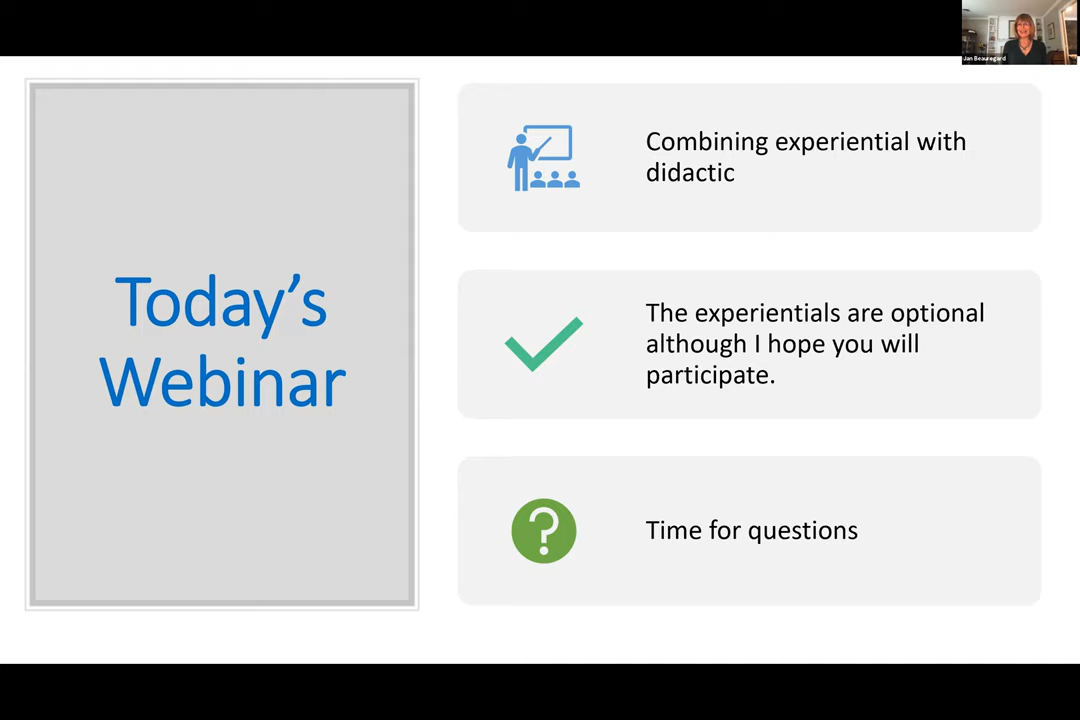 Jan Beauregard
Today’s
Webinar
Combining experiential with
didactic
The experientials are optional
although I hope you will
participate.
Time for questions